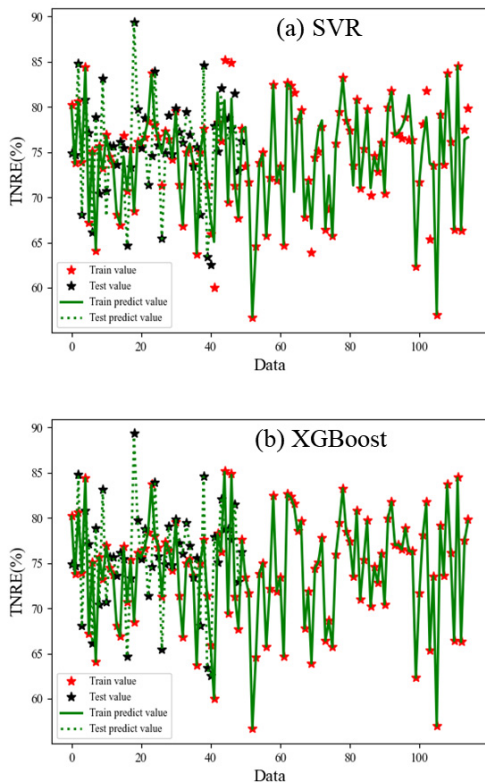 (a) SVR
90
85
80
75
70
65
60
TNRE(%)
Train value
Test value
Train predict value
Test predict value
0 20 40 60 80 100
Data
(b) XGBoost
90
85
80
75
70
65
60
TNRE(%)
Train value
Test value
Train predict value
Test predict value
0 20 40 60 80 100
Data